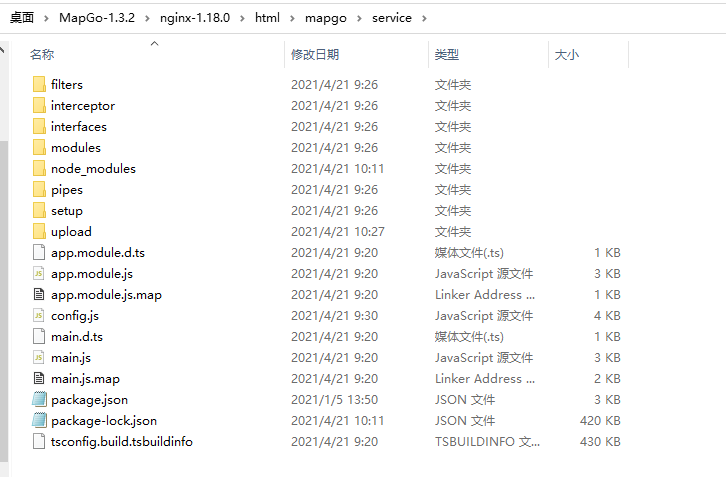 桌面 > MapGo-1.3.2 > nginx-1.18.0 > html > mapgo > service >
名称 修改日期 类型 大小
filters 2021/4/21 9:26 文件夹
interceptor 2021/4/21 9:26 文件夹
interfaces 2021/4/21 9:26 文件夹
modules 2021/4/21 9:26 文件夹
node_modules 2021/4/21 10:11 文件夹
pipes 2021/4/21 9:26 文件夹
setup 2021/4/21 9:26 文件夹
upload 2021/4/21 10:27 文件夹
app.module.d.ts 2021/4/21 9:20 媒体文件(.ts) 1 KB
JS app.module.js 2021/4/21 9:20 JavaScript 源文件 3 KB
app.module.js.map 2021/4/21 9:20 Linker Address ... 1 KB
JS config.js 2021/4/21 9:30 JavaScript 源文件 4 KB
main.d.ts 2021/4/21 9:20 媒体文件(.ts) 1 KB
JS main.js 2021/4/21 9:20 JavaScript 源文件 3 KB
main.js.map 2021/4/21 9:20 Linker Address ... 2 KB
package.json 2021/1/5 13:50 JSON 文件 3 KB
package-lock.json 2021/4/21 10:11 JSON 文件 420 KB
tsconfig.build.tsbuildinfo 2021/4/21 9:20 TSBUILDINFO 文... 430 KB